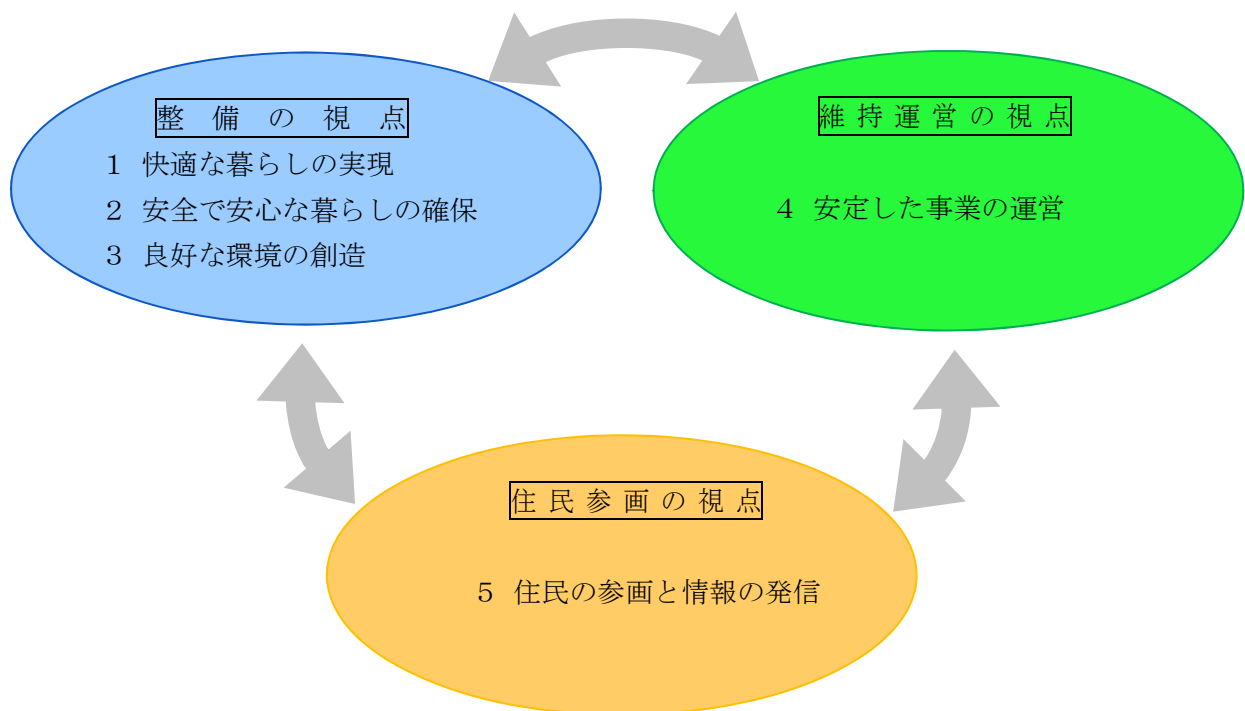 整備の視点
1 快適な暮らしの実現
2 安全で安心な暮らしの確保
3 良好な環境の創造
維持運営の視点
4 安定した事業の運営
住民参画の視点
5 住民の参画と情報の発信